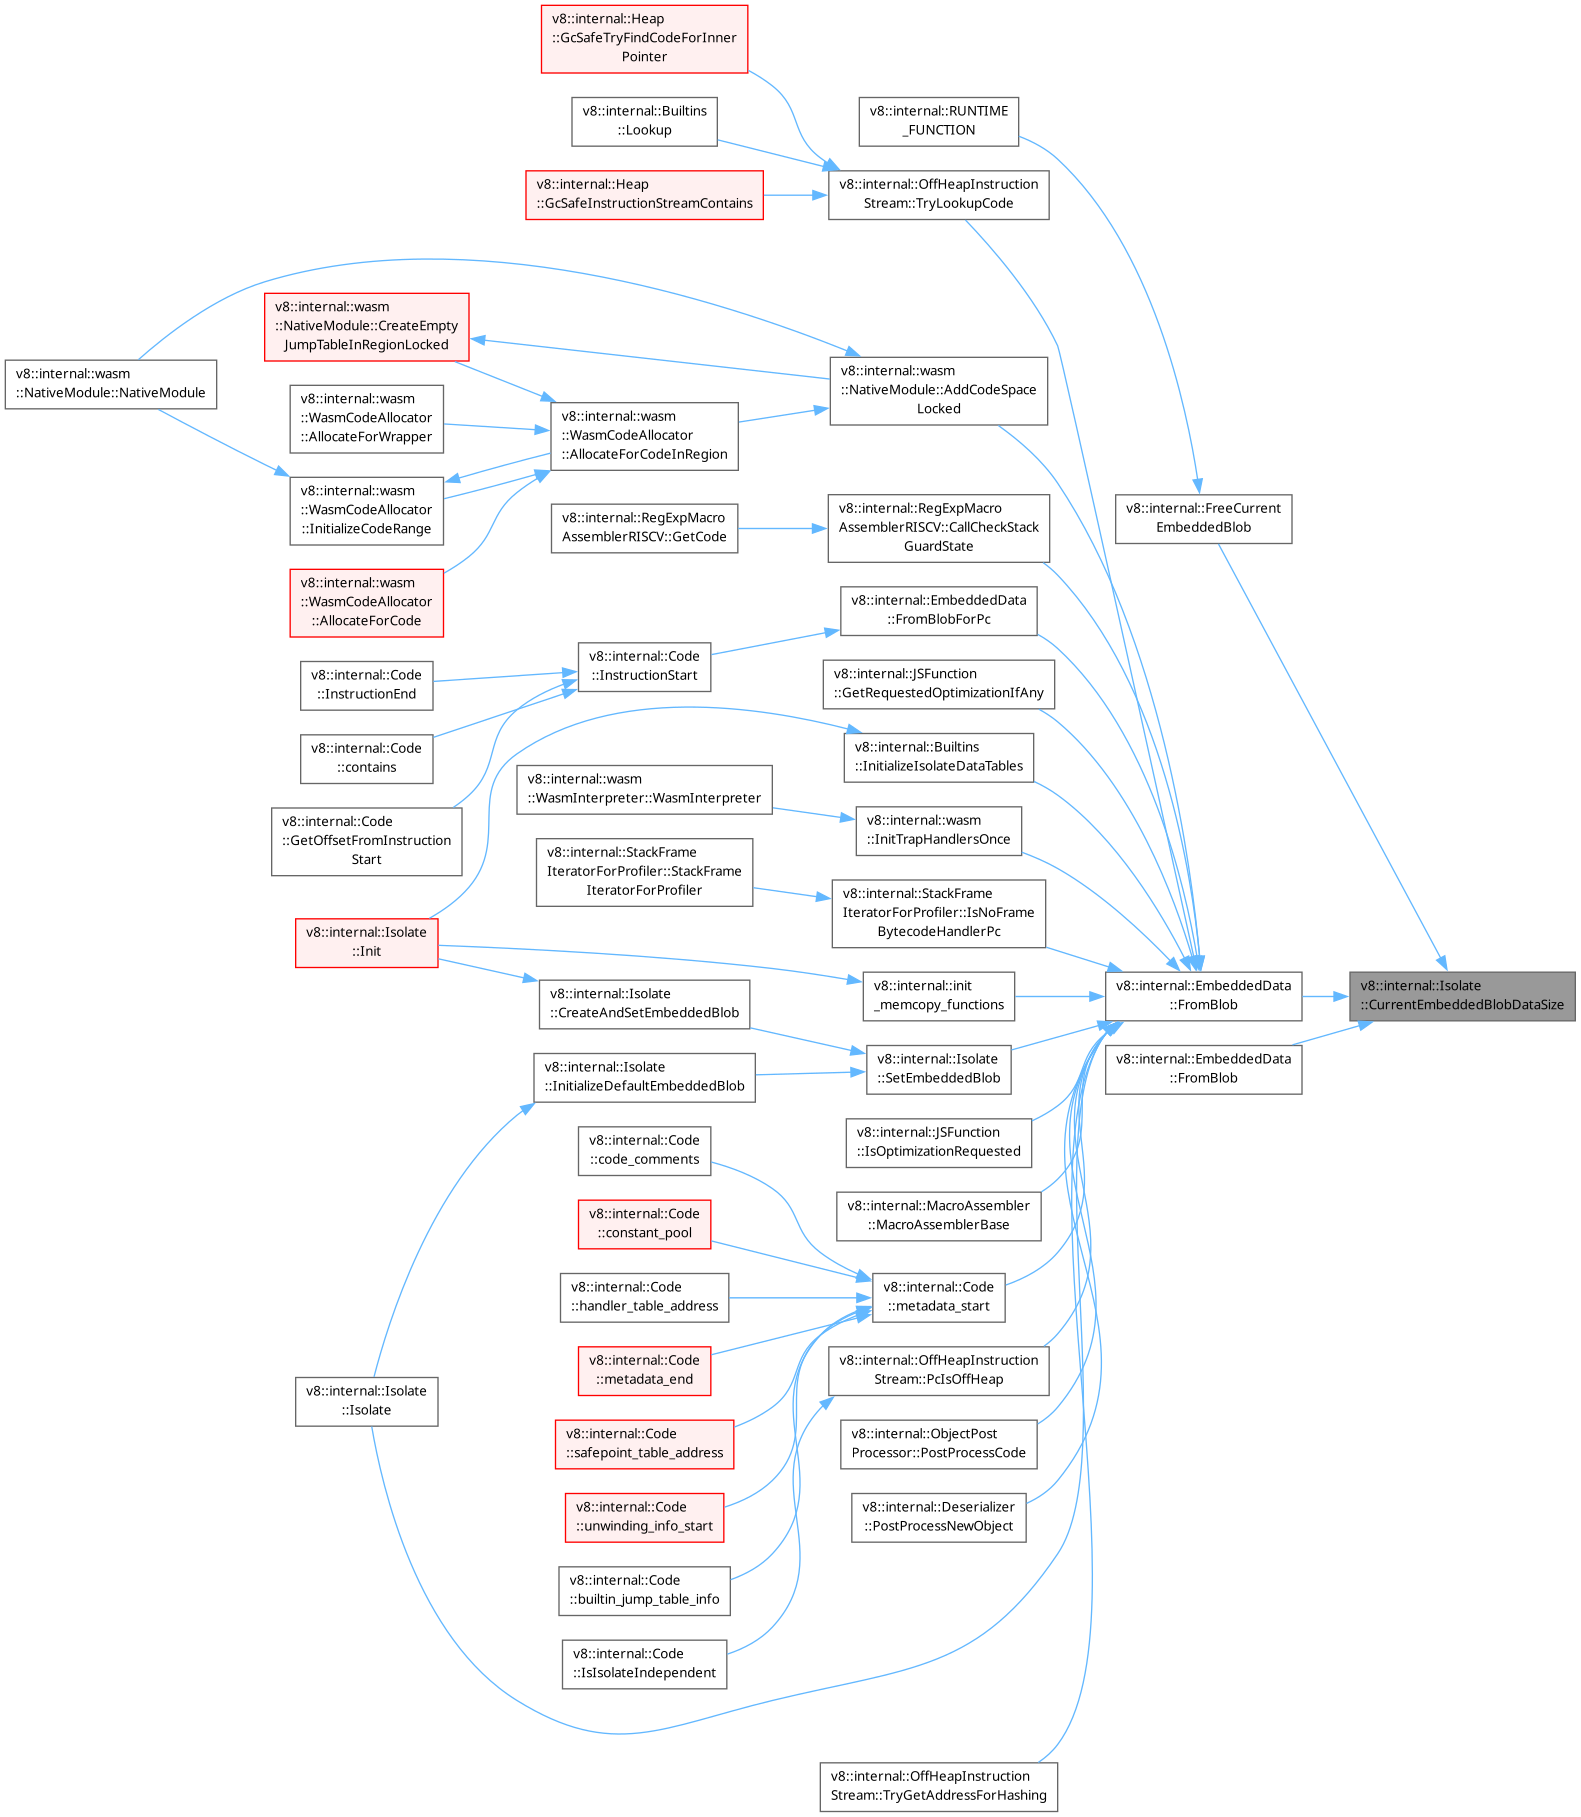 v8::internal::Heap
::GcSafeTryFindCodeForInner
Pointer
v8::internal::Builtins
::Lookup
v8::internal::RUNTIME
_FUNCTION
v8::internal::Heap
::GcSafeInstructionStreamContains
v8::internal::OffHeapInstruction
Stream::TryLookupCode
v8::internal::wasm
::NativeModule::CreateEmpty
JumpTableInRegionLocked
v8::internal::wasm
::NativeModule::NativeModule
v8::internal::wasm
::NativeModule::AddCodeSpace
Locked
v8::internal::wasm
::WasmCodeAllocator
::AllocateForWrapper
v8::internal::wasm
::WasmCodeAllocator
::AllocateForCodeInRegion
v8::internal::wasm
::WasmCodeAllocator
::InitializeCodeRange
v8::internal::RegExpMacro
AssemblerRISCV::GetCode
v8::internal::RegExpMacro
AssemblerRISCV::CallCheckStack
GuardState
v8::internal::FreeCurrent
EmbeddedBlob
v8::internal::wasm
::WasmCodeAllocator
::AllocateForCode
v8::internal::EmbeddedData
::FromBlobForPc
v8::internal::Code
::InstructionStart
v8::internal::Code
::InstructionEnd
v8::internal::JSFunction
::GetRequestedOptimizationIfAny
v8::internal::Code
::contains
v8::internal::Builtins
::InitializeIsolateDataTables
v8::internal::wasm
::WasmInterpreter::WasmInterpreter
v8::internal::Code
::GetOffsetFromInstruction
Start
v8::internal::wasm
::InitTrapHandlersOnce
v8::internal::StackFrame
IteratorForProfiler::StackFrame
IteratorForProfiler
v8::internal::StackFrame
IteratorForProfiler::IsNoFrame
BytecodeHandlerPc
v8::internal::Isolate
::Init
v8::internal::Isolate
::CreateAndSetEmbeddedBlob
v8::internal::init
_memcopy_functions
v8::internal::EmbeddedData
::FromBlob
v8::internal::Isolate
::CurrentEmbeddedBlobDataSize
v8::internal::Isolate
::InitializeDefaultEmbeddedBlob
v8::internal::Isolate
::SetEmbeddedBlob
v8::internal::EmbeddedData
::FromBlob
v8::internal::Code
::code_comments
v8::internal::JSFunction
::IsOptimizationRequested
v8::internal::Code
::constant_pool
v8::internal::MacroAssembler
::MacroAssemblerBase
v8::internal::Code
::handler_table_address
v8::internal::Code
::metadata_start
v8::internal::Code
::metadata_end
v8::internal::OffHeapInstruction
Stream::PcIsOffHeap
v8::internal::Isolate
::Isolate
v8::internal::Code
::safepoint_table_address
v8::internal::ObjectPost
Processor::PostProcessCode
v8::internal::Code
::unwinding_info_start
v8::internal::Deserializer
::PostProcessNewObject
v8::internal::Code
::builtin_jump_table_info
v8::internal::Code
::IsIsolateIndependent
v8::internal::OffHeapInstruction
Stream::TryGetAddressForHashing